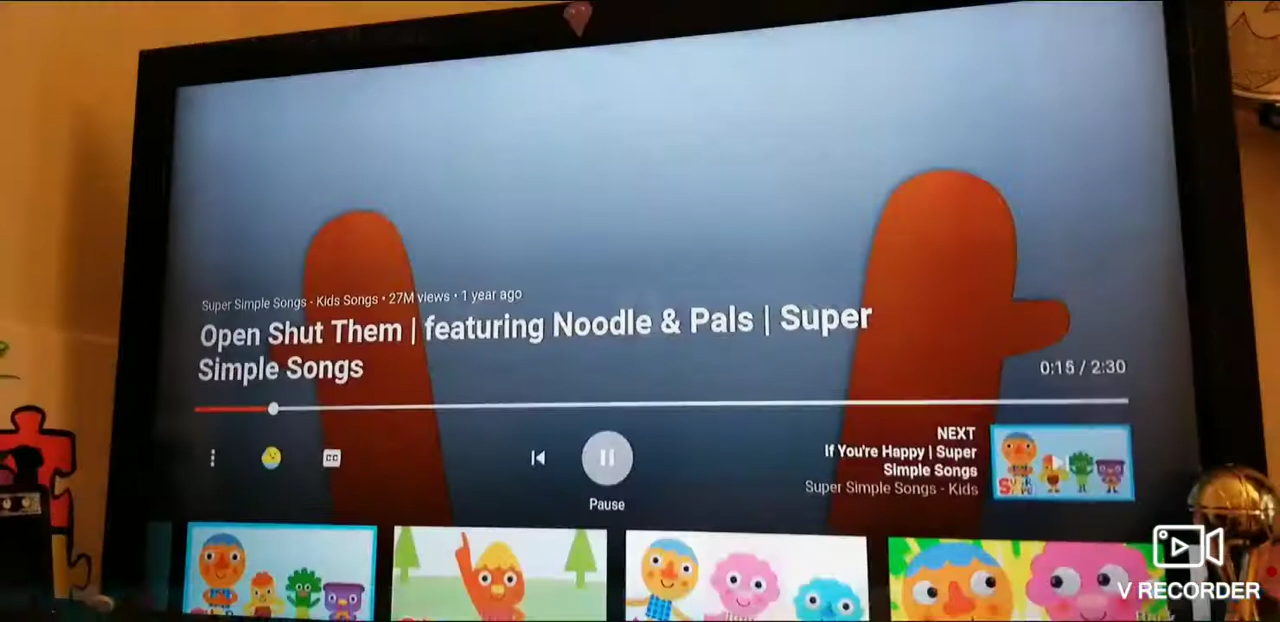 Super Simple Songs - Kids Songs • 27M views • 1 year ago
Open Shut Them | featuring Noodle & Pals | Super
Simple Songs
0:15 / 2:30
NEXT
If You're Happy | Super
Simple Songs
Super Simple Songs - Kids
CC
Pause
V RECORDER